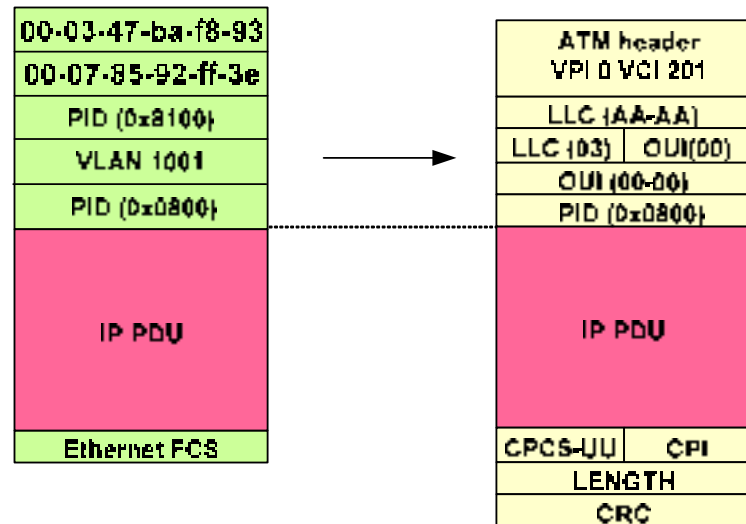 00-03-47-ba-f8-93
00-07-85-92-ff-3e
PID (0x8100)
VLAN 1001
PID (0x0800)
IP PDU
Ethernet FCS
ATM header
VPI 0 VCI 201
LLC (AA-AA)
LLC (03) OUI(00)
OUI (00-00)
PID (0x0800)
IP PDU
CPCS-UU CPI
LENGTH
CRC